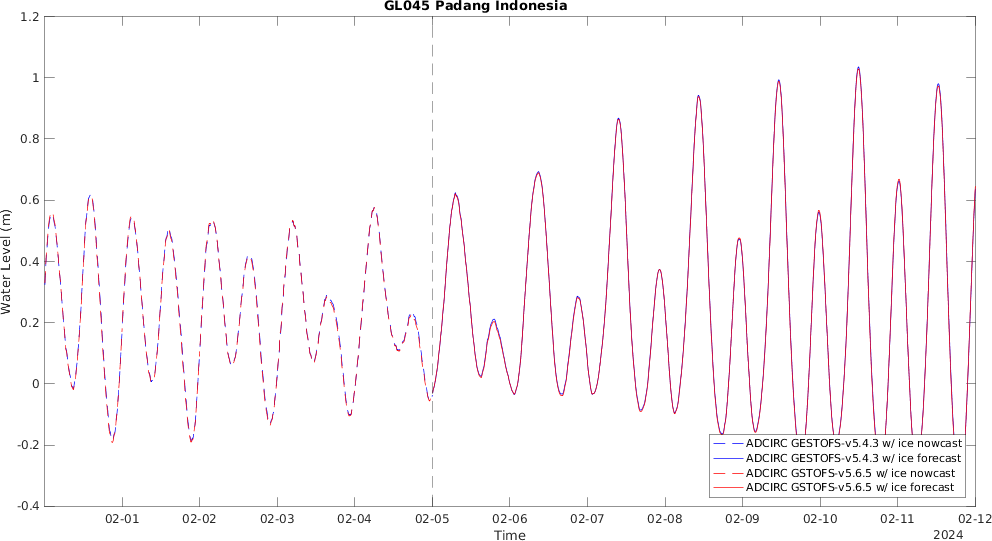 GL045 Padang Indonesia
1.2
1
0.8
0.6
0.4
0.2
0
-0.2
-0.4
Water Level (m)
ADCIRC GESTOFS-v5.4.3 w/ ice nowcast
ADCIRC GESTOFS-v5.4.3 w/ ice forecast
ADCIRC GSTOFS-v5.6.5 w/ ice nowcast
ADCIRC GSTOFS-v5.6.5 w/ ice forecast
02-01 02-02 02-03 02-04 02-05 02-06 02-07 02-08 02-09 02-10 02-11 02-12
Time
2024